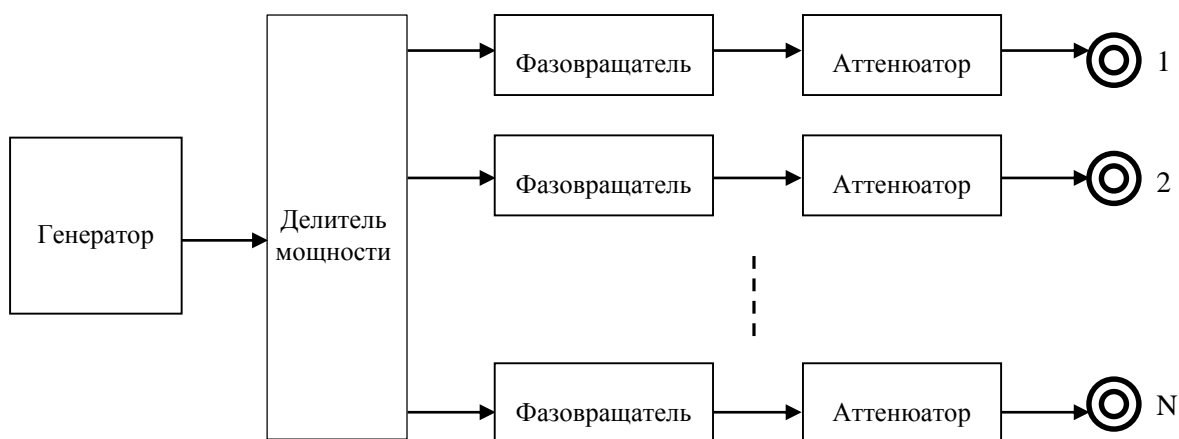 Фазовращатель
Аттенюатор
1
Фазовращатель
Аттенюатор
2
Генератор
Делитель
мощности
Фазовращатель
Аттенюатор
N